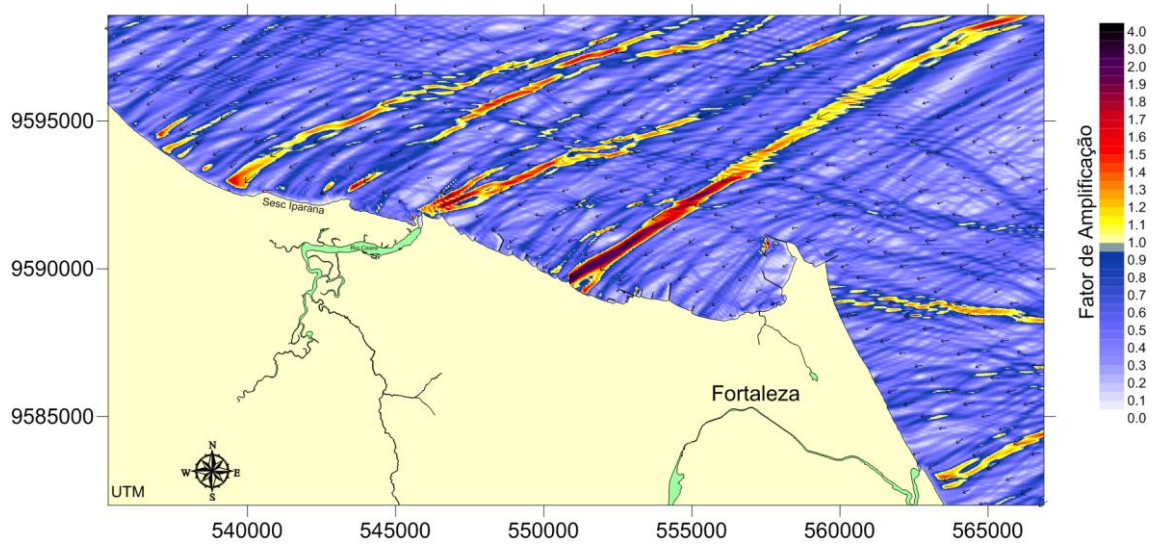 9595000
9590000
9585000
Sesc Iparana
Rio Ceará
Fortaleza
N
W E
S
UTM
540000 545000 550000 555000 560000 565000
Fator de Amplificação
4.0
3.0
2.0
1.9
1.8
1.7
1.6
1.5
1.4
1.3
1.2
1.1
1.0
0.9
0.8
0.7
0.6
0.5
0.4
0.3
0.2
0.1
0.0